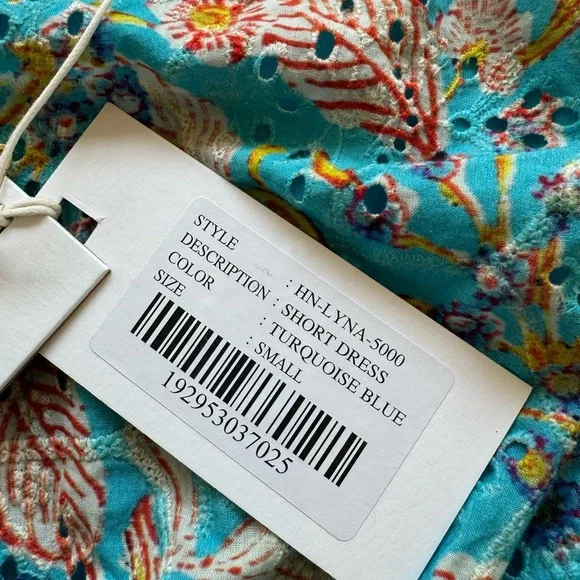 STYLE : HN-LYNA-5000
DESCRIPTION : SHORT DRESS
COLOR : TURQUOISE BLUE
SIZE : SMALL
192953037025